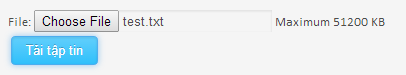 File: Choose File test.txt Maximum 51200 KB
Tải tập tin